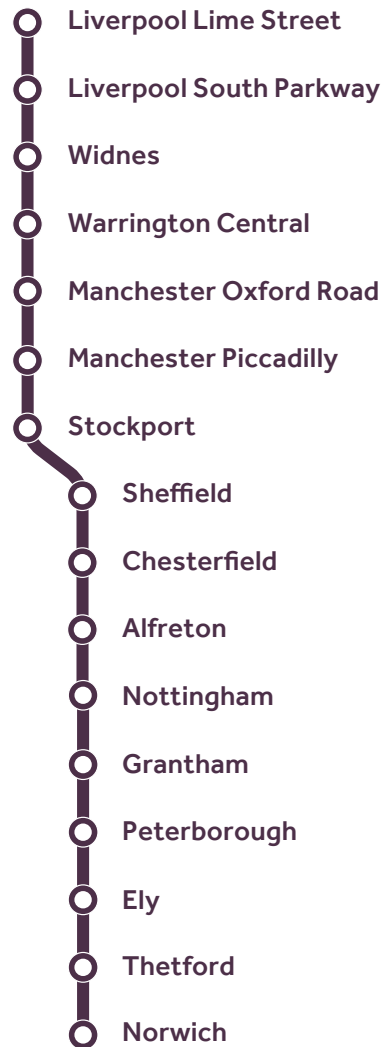 Liverpool Lime Street
Liverpool South Parkway
Widnes
Warrington Central
Manchester Oxford Road
Manchester Piccadilly
Stockport
Sheffield
Chesterfield
Alfreton
Nottingham
Grantham
Peterborough
Ely
Thetford
Norwich